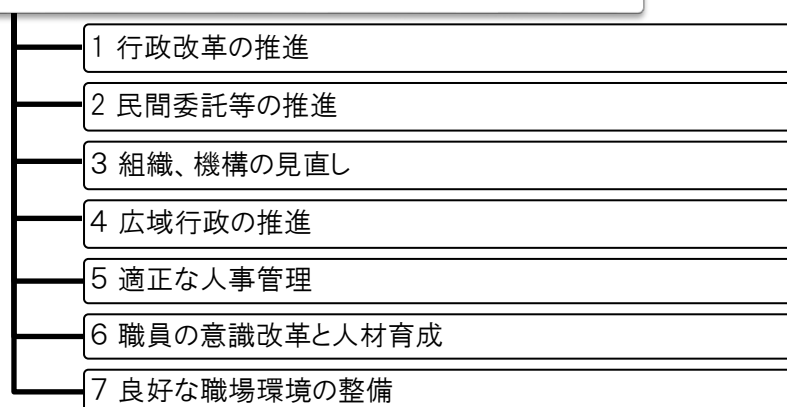 1 行政改革の推進
2 民間委託等の推進
3 組織、機構の見直し
4 広域行政の推進
5 適正な人事管理
6 職員の意識改革と人材育成
7 良好な職場環境の整備